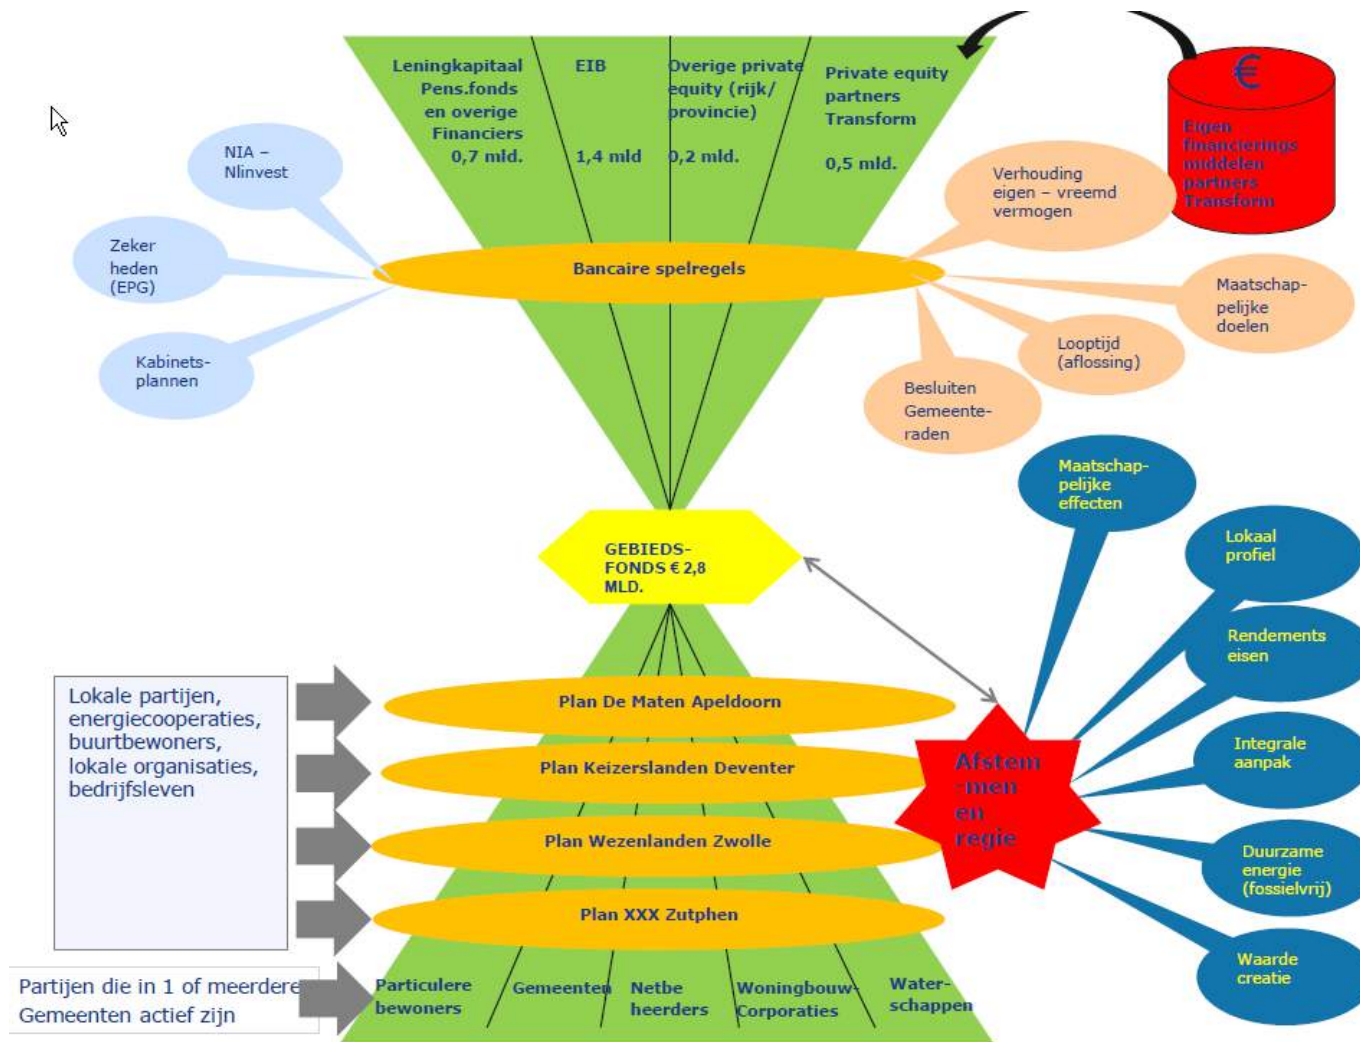 Leningkapitaal
Pens.fonds
en overige
Financiers
0,7 mld.
EIB
1,4 mld
Overige private
equity (rijk/
provincie)
0,2 mld.
Private equity
partners
Transform
0,5 mld.
€
Eigen
financierings
middelen
partners
Transform
NIA –
Nlinvest
Zeker
heden
(EPG)
Kabinets-
plannen
Bancaire spelregels
Verhouding
eigen – vreemd
vermogen
Maatschap-
pelijke
doelen
Looptijd
(aflossing)
Besluiten
Gemeente-
raden
GEBIEDS-
FONDS € 2,8
MLD.
Maatschap-
pelijke
effecten
Lokaal
profiel
Rendements
eisen
Integrale
aanpak
Duurzame
energie
(fossielvrij)
Waarde
creatie
Afstem
-men
en
regie
Lokale partijen,
energiecooperaties,
buurtbewoners,
lokale organisaties,
bedrijfsleven
Plan De Maten Apeldoorn
Plan Keizerslanden Deventer
Plan Wezenlanden Zwolle
Plan XXX Zutphen
Partijen die in 1 of meerdere
Gemeenten actief zijn
Particulere
bewoners
Gemeenten
Netbe
heerders
Woningbouw-
Corporaties
Water-
schappen